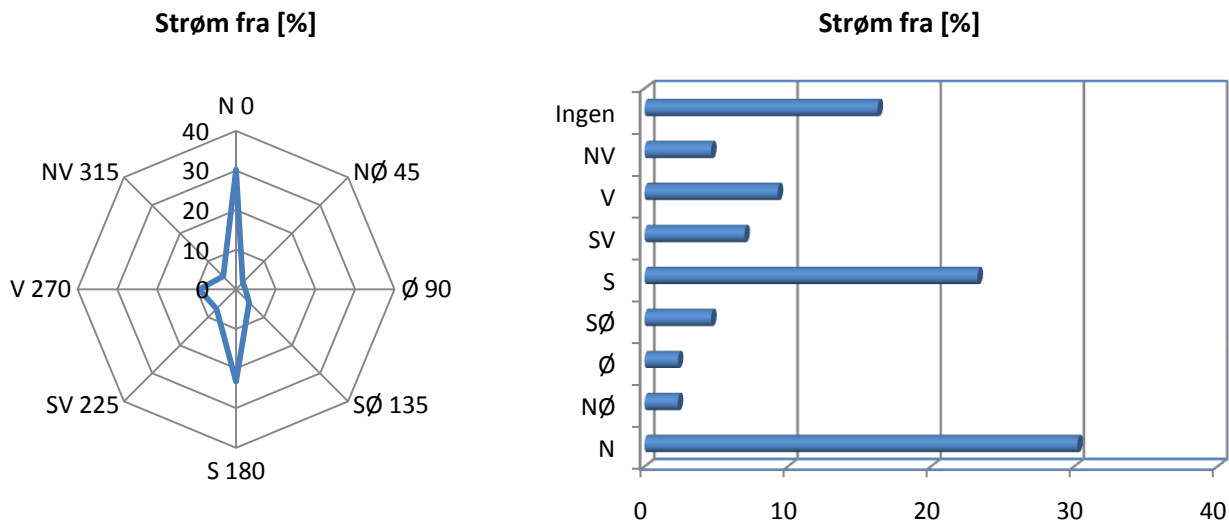 Strøm fra [%]
N 0
NØ 45
Ø 90
SØ 135
S 180
SV 225
V 270
NV 315
40
30
20
10
0
Strøm fra [%]
Ingen
NV
V
SV
S
SØ
Ø
NØ
N
0 10 20 30 40